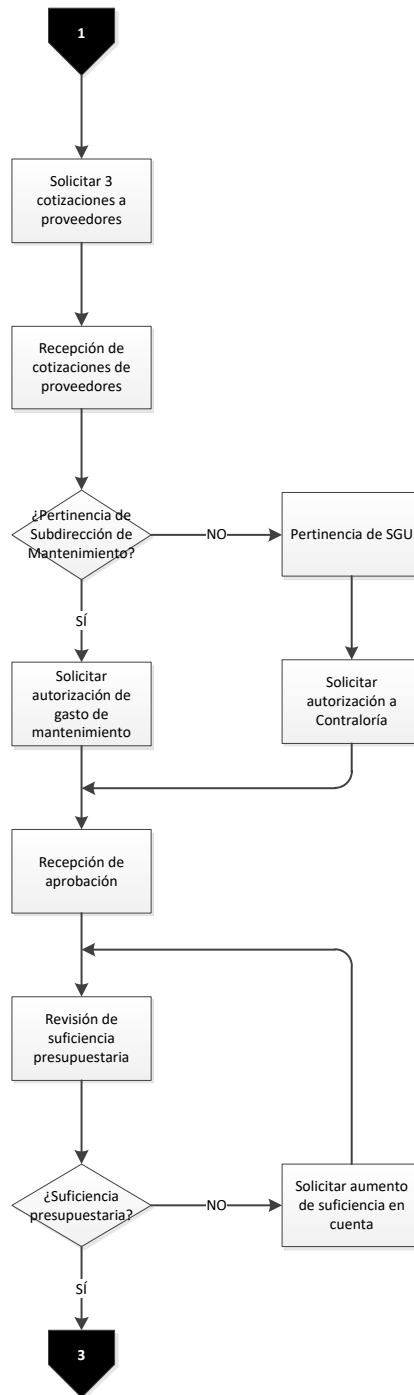 1
Solicitar 3
cotizaciones a
proveedores
Recepción de
cotizaciones de
proveedores
¿Pertinencia de
Subdirección de
Mantenimiento?
NO
Pertinencia de SGU
SÍ
Solicitar
autorización de
gasto de
mantenimiento
Solicitar
autorización a
Contraloría
Recepción de
aprobación
Revisión de
suficiencia
presupuestaria
¿Suficiencia
presupuestaria?
NO
Solicitar aumento
de suficiencia en
cuenta
SÍ
3